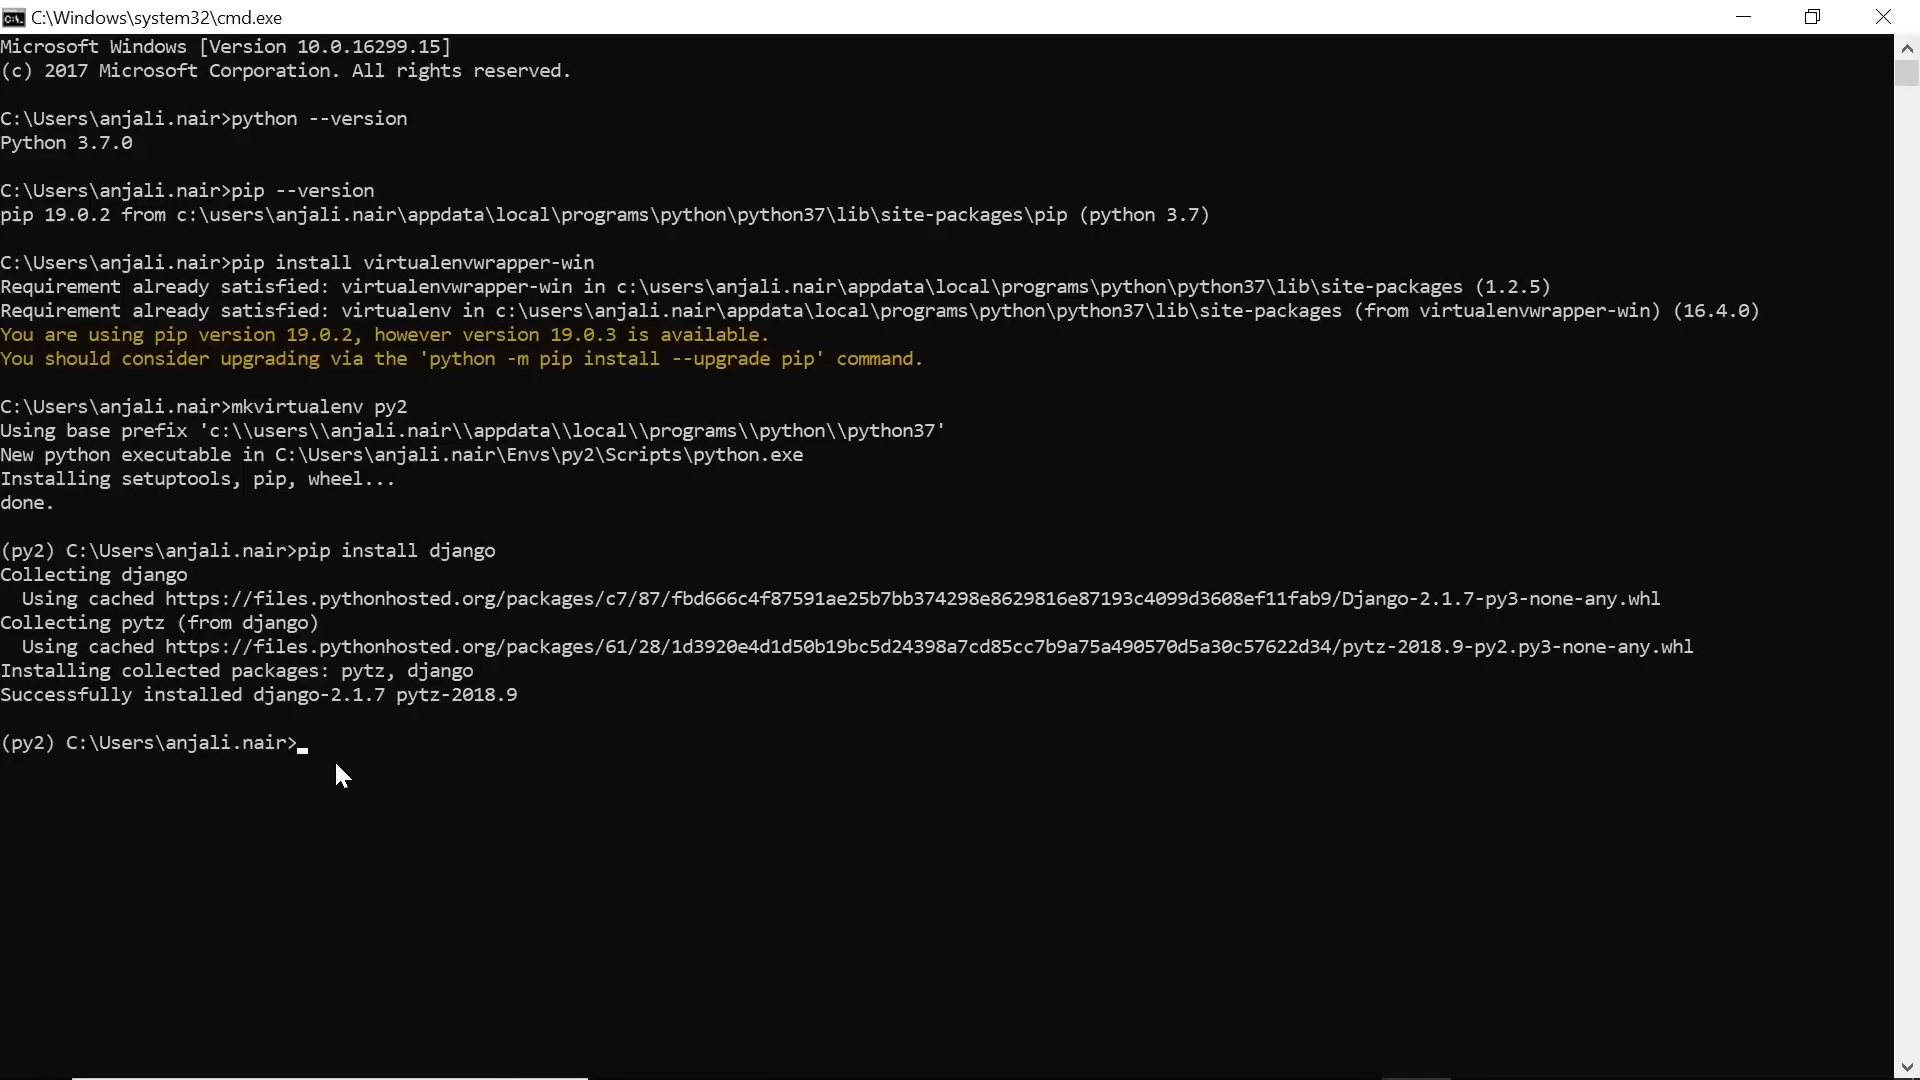 C:\Windows\system32\cmd.exe
Microsoft Windows [Version 10.0.16299.15]
(c) 2017 Microsoft Corporation. All rights reserved.
C:\Users\anjali.nair>python --version
Python 3.7.0
C:\Users\anjali.nair>pip --version
pip 19.0.2 from c:\users\anjali.nair\appdata\local\programs\python\python37\lib\site-packages\pip (python 3.7)
C:\Users\anjali.nair>pip install virtualenvwrapper-win
Requirement already satisfied: virtualenvwrapper-win in c:\users\anjali.nair\appdata\local\programs\python\python37\lib\site-packages (1.2.5)
Requirement already satisfied: virtualenv in c:\users\anjali.nair\appdata\local\programs\python\python37\lib\site-packages (from virtualenvwrapper-win) (16.4.0)
You are using pip version 19.0.2, however version 19.0.3 is available.
You should consider upgrading via the 'python -m pip install --upgrade pip' command.
C:\Users\anjali.nair>mkvirtualenv py2
Using base prefix 'c:\\users\\anjali.nair\\appdata\\local\\programs\\python\\python37'
New python executable in C:\Users\anjali.nair\Envs\py2\Scripts\python.exe
Installing setuptools, pip, wheel...
done.
(py2) C:\Users\anjali.nair>pip install django
Collecting django
Using cached https://files.pythonhosted.org/packages/c7/87/fbd666c4f87591ae25b7bb374298e8629816e87193c4099d3608ef11fab9/Django-2.1.7-py3-none-any.whl
Collecting pytz (from django)
Using cached https://files.pythonhosted.org/packages/61/28/1d3920e4d1d50b19bc5d24398a7cd85cc7b9a75a490570d5a30c57622d34/pytz-2018.9-py2.py3-none-any.whl
Installing collected packages: pytz, django
Successfully installed django-2.1.7 pytz-2018.9
(py2) C:\Users\anjali.nair>